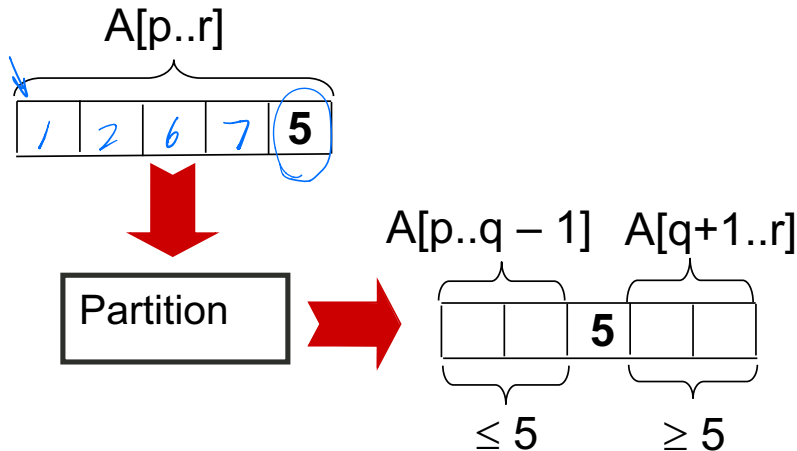 A[p..r]
1 2 6 7 5
A[p..q – 1] A[q+1..r]
Partition
5
≤ 5 ≥ 5